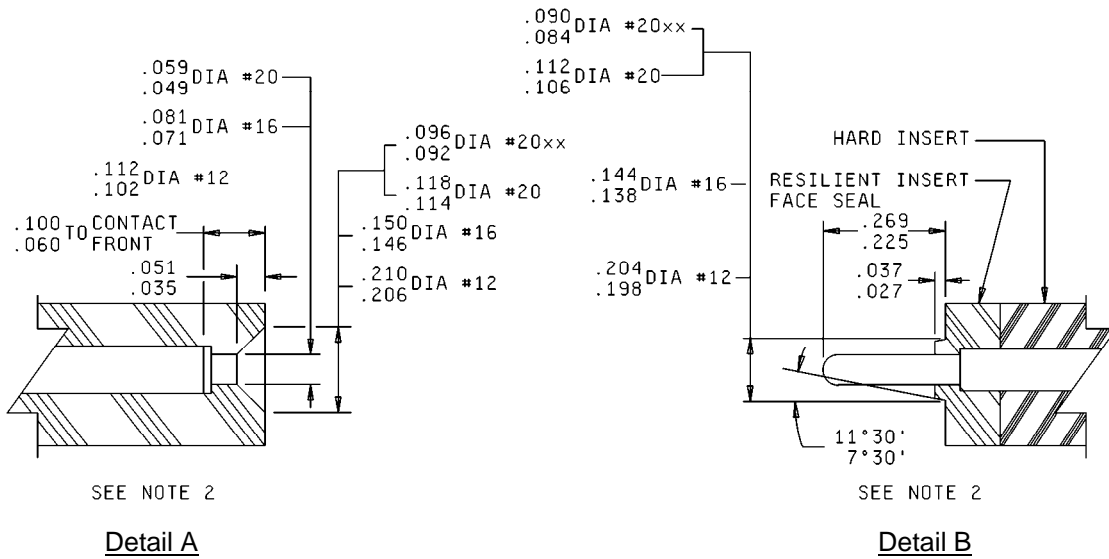 .059
.049 DIA #20
.081
.071 DIA #16
.112
.102 DIA #12
.100
.060 TO CONTACT
FRONT
.051
.035
.096
.092 DIA #20xx
.118
.114 DIA #20
.150
.146 DIA #16
.210
.206 DIA #12
SEE NOTE 2
Detail A
.090
.084 DIA #20xx
.112
.106 DIA #20
.144
.138 DIA #16
.204
.198 DIA #12
HARD INSERT
RESILIENT INSERT
FACE SEAL
.269
.225
.037
.027
11°30'
7°30'
SEE NOTE 2
Detail B